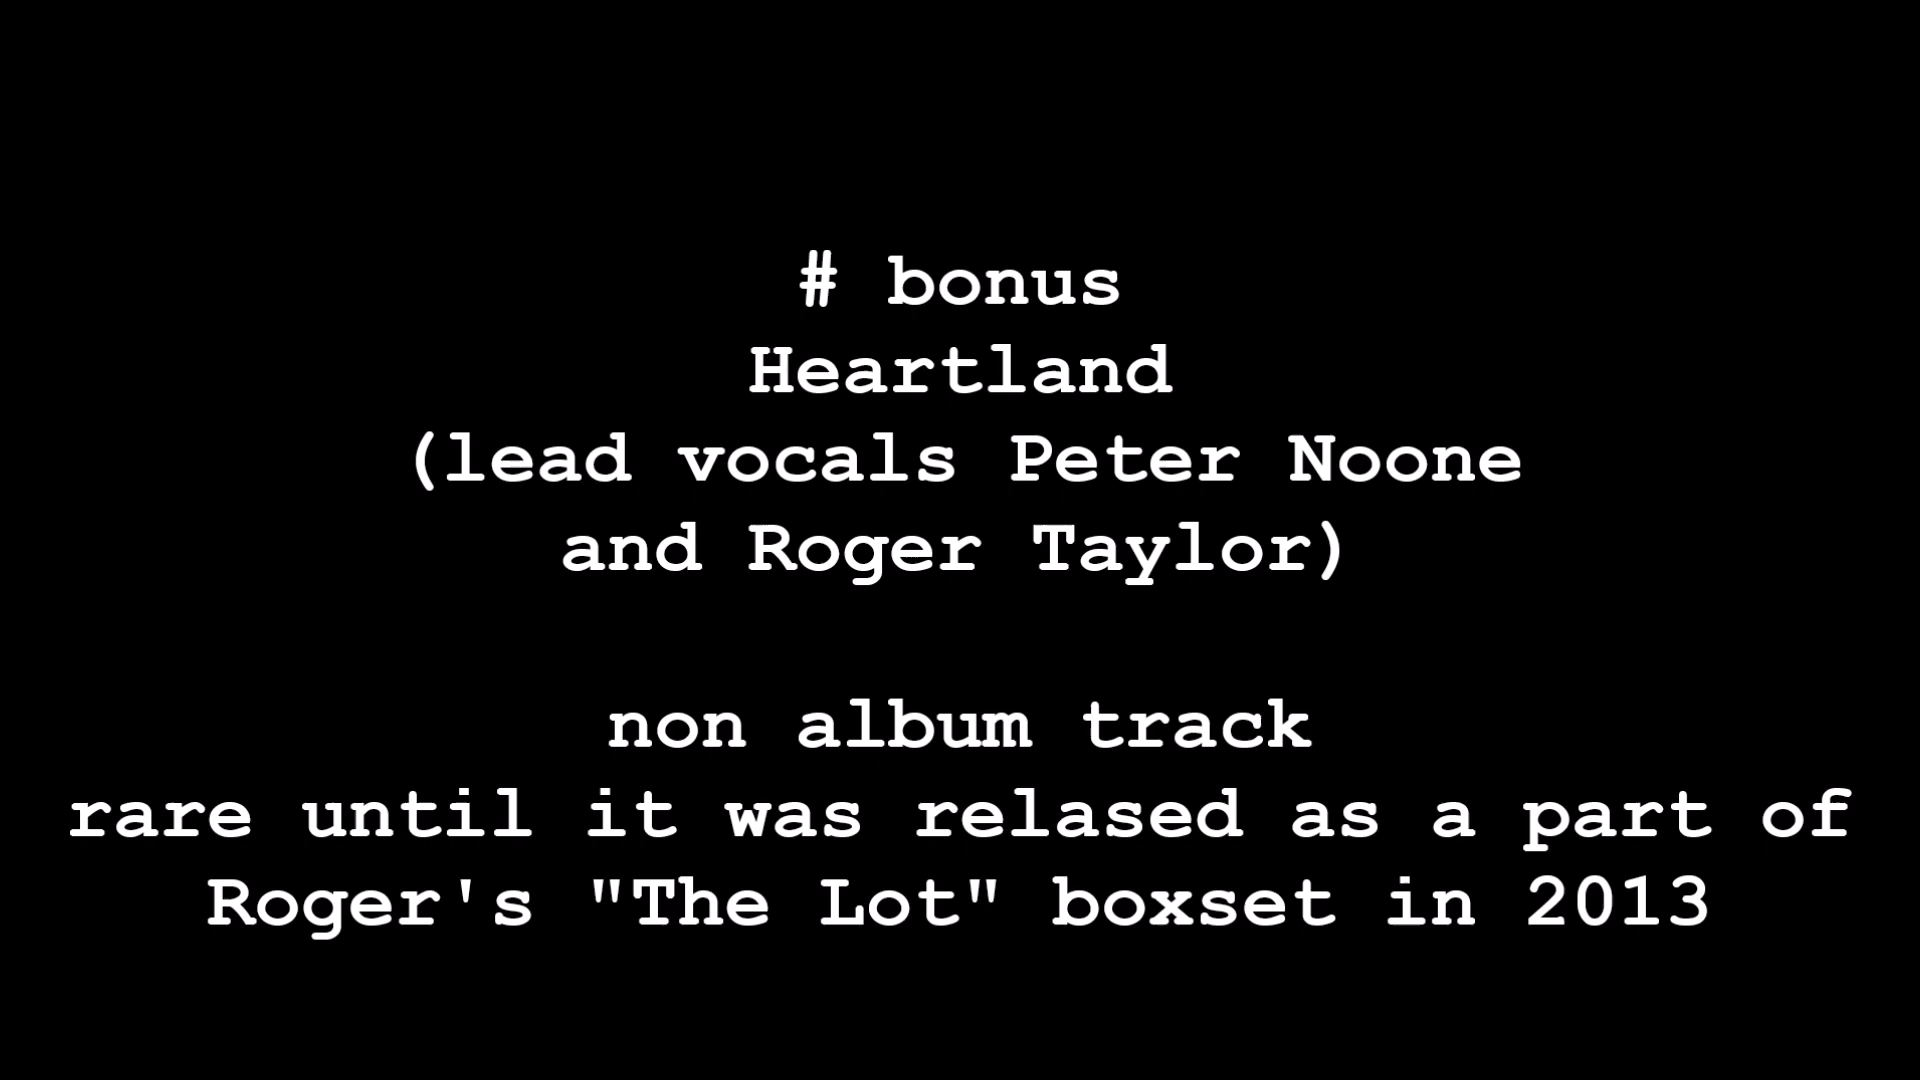 # bonus
Heartland
(lead vocals Peter Noone
and Roger Taylor)
non album track
rare until it was relased as a part of
Roger's "The Lot" boxset in 2013